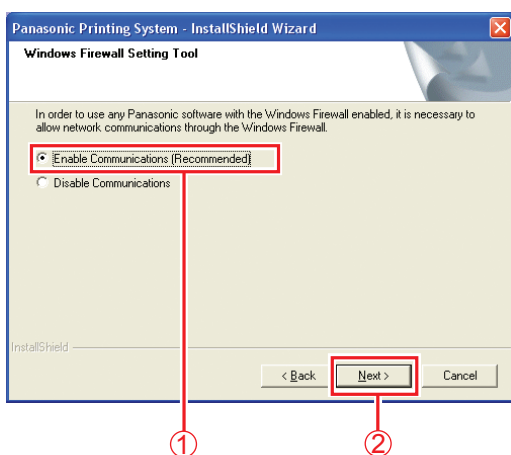 Panasonic Printing System - InstallShield Wizard
Windows Firewall Setting Tool
In order to use any Panasonic software with the Windows Firewall enabled, it is necessary to
allow network communications through the Windows Firewall.
Enable Communications (Recommended)
Disable Communications
InstallShield
< Back Next > Cancel
① ②